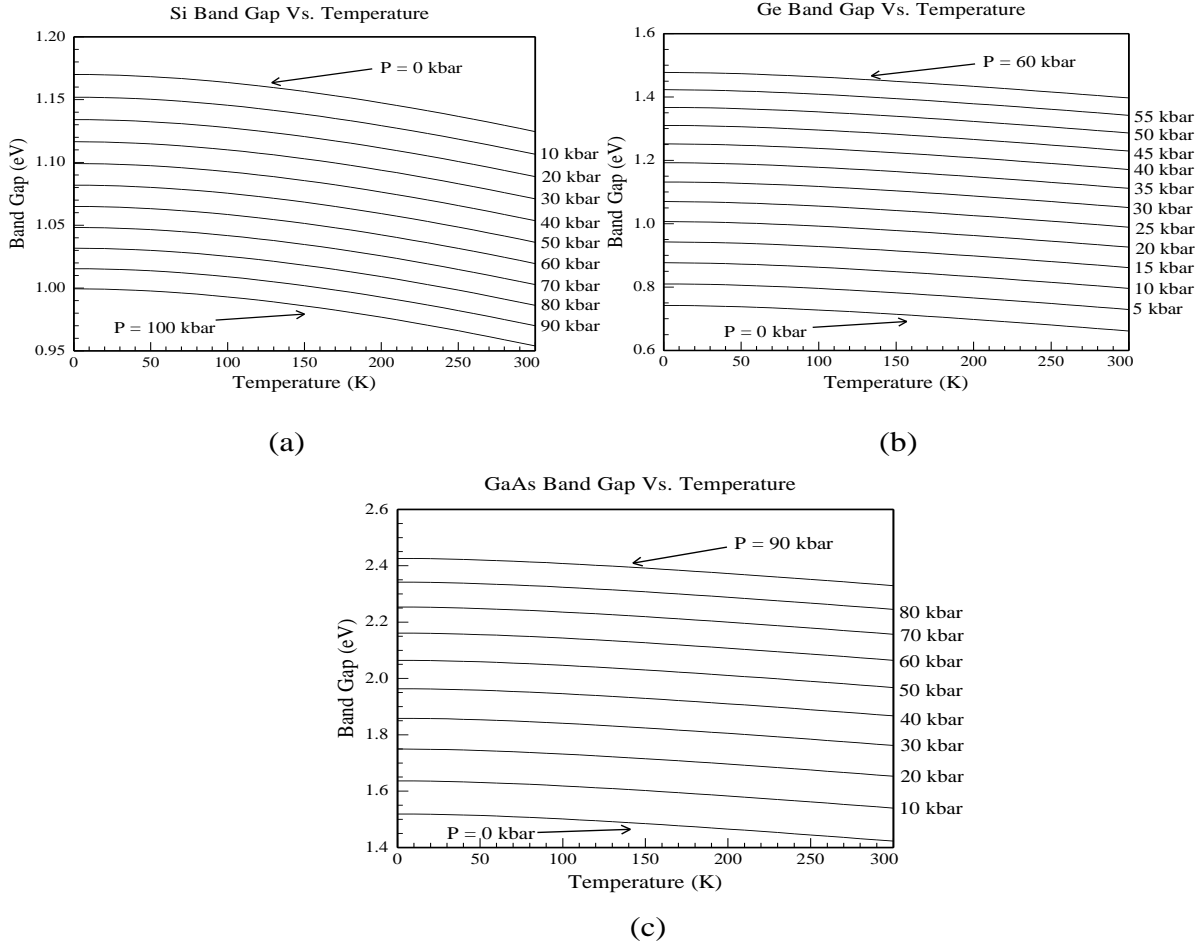 Si Band Gap Vs. Temperature
1.20
1.15
1.10
1.05
1.00
0.95
Band Gap (eV)
P = 0 kbar
10 kbar
20 kbar
30 kbar
40 kbar
50 kbar
60 kbar
70 kbar
80 kbar
90 kbar
P = 100 kbar
0 50 100 150 200 250 300
Temperature (K)
(a)
Ge Band Gap Vs. Temperature
1.6
1.4
1.2
1.0
0.8
0.6
Band Gap (eV)
P = 60 kbar
55 kbar
50 kbar
45 kbar
40 kbar
35 kbar
30 kbar
25 kbar
20 kbar
15 kbar
10 kbar
5 kbar
P = 0 kbar
0 50 100 150 200 250 300
Temperature (K)
(b)
GaAs Band Gap Vs. Temperature
2.6
2.4
2.2
2.0
1.8
1.6
1.4
Band Gap (eV)
P = 90 kbar
80 kbar
70 kbar
60 kbar
50 kbar
40 kbar
30 kbar
20 kbar
10 kbar
P = 0 kbar
0 50 100 150 200 250 300
Temperature (K)
(c)